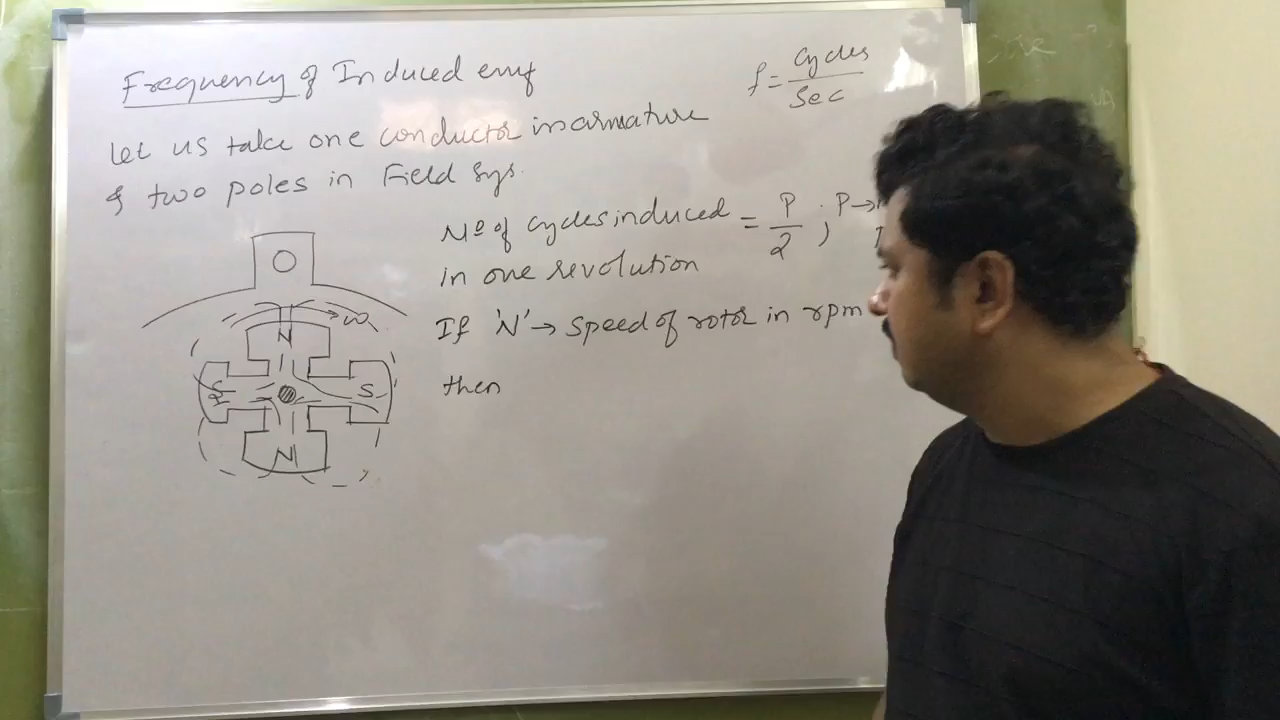 Frequency of Induced emf
f = Cycles / Sec
Let us take one conductor in armature
& two poles in Field Sys.
Nº of cycles induced = P/2 ; P →
in one revolution
If 'N' → Speed of rotor in rpm
then
N
ω
S
S
N